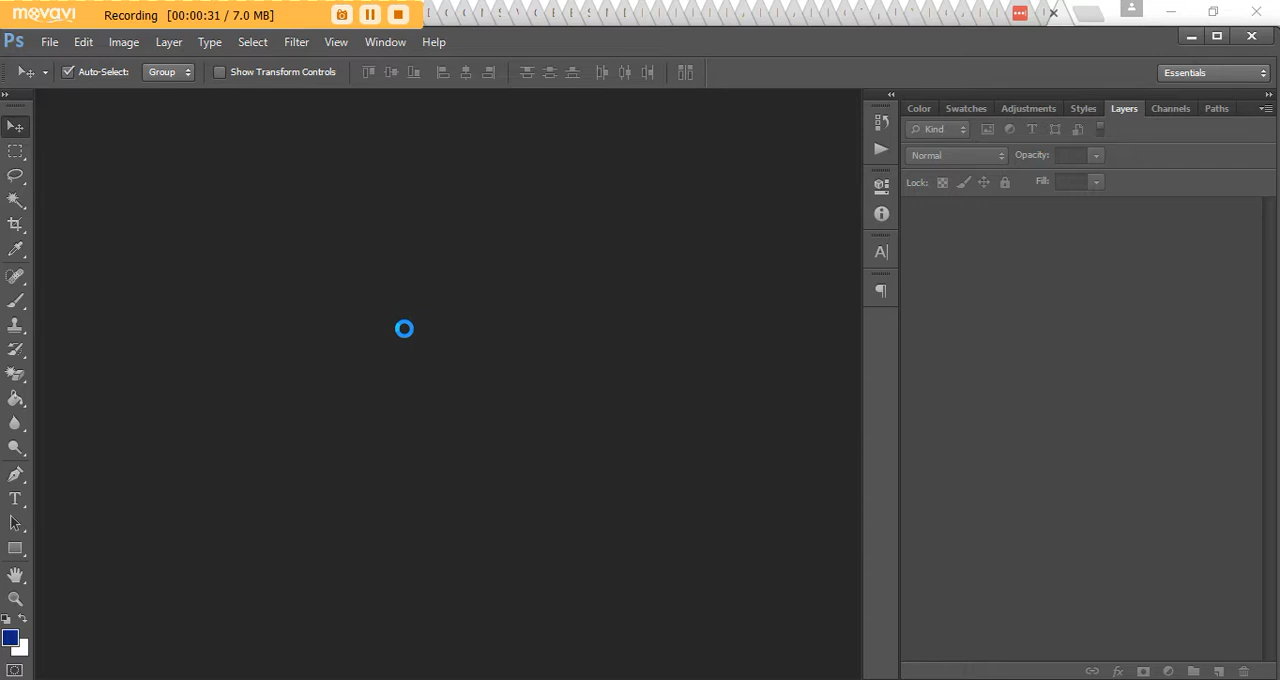 movavi Recording [00:00:31 / 7.0 MB]
Ps File Edit Image Layer Type Select Filter View Window Help
Auto-Select: Group Show Transform Controls Essentials
Color Swatches Adjustments Styles Layers Channels Paths
Kind T
Normal Opacity:
Lock: Fill:
A
T
fx